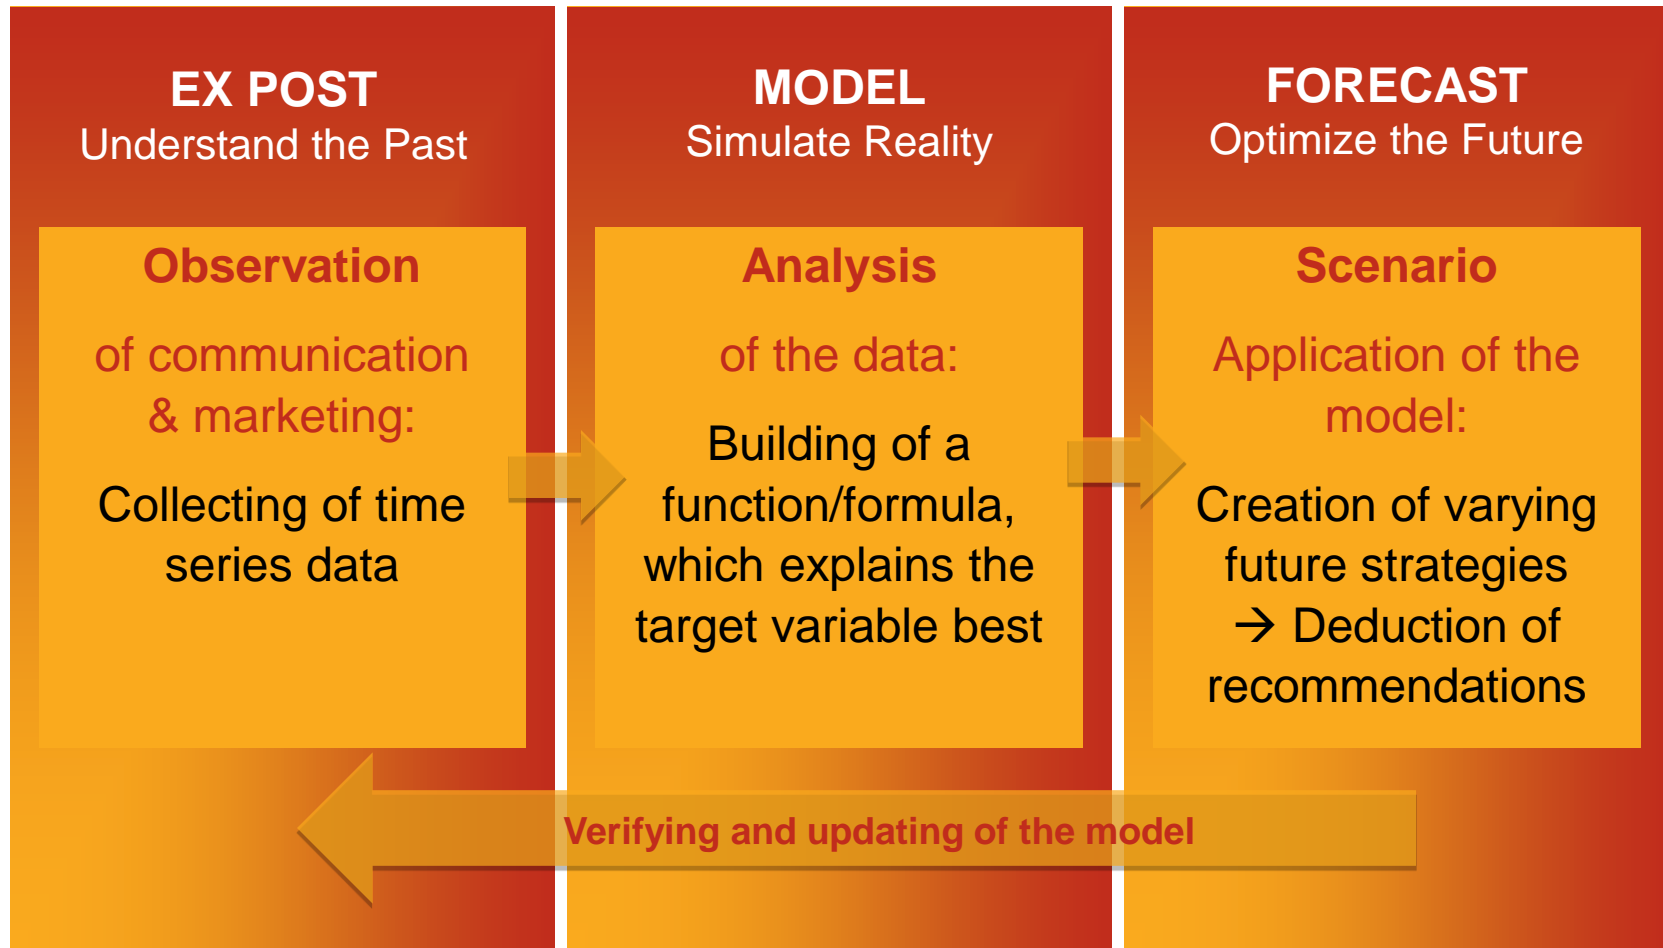 EX POST
Understand the Past
Observation
of communication
& marketing:
Collecting of time
series data
MODEL
Simulate Reality
Analysis
of the data:
Building of a
function/formula,
which explains the
target variable best
FORECAST
Optimize the Future
Scenario
Application of the
model:
Creation of varying
future strategies
→ Deduction of
recommendations
Verifying and updating of the model